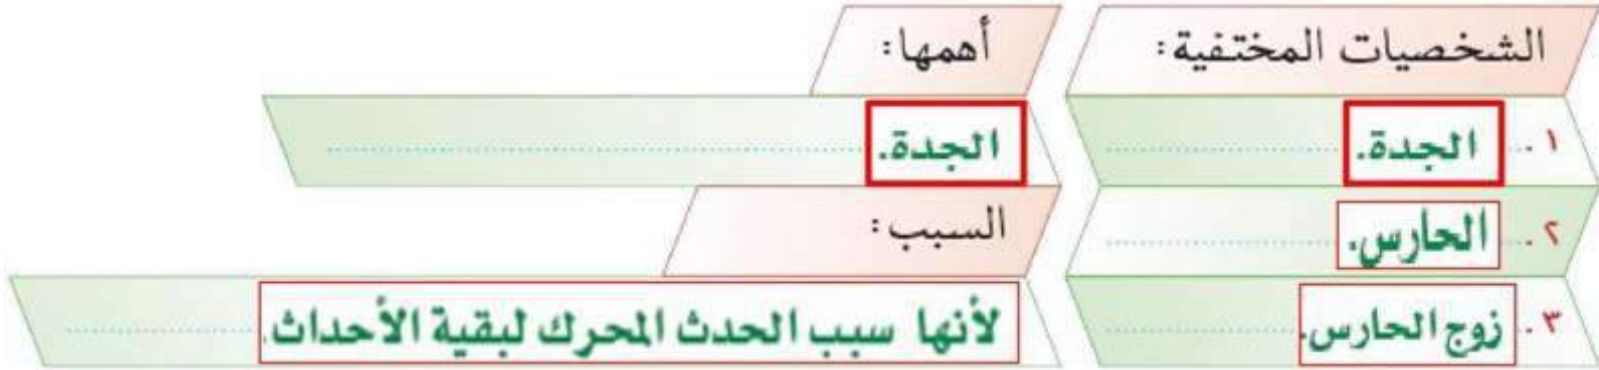 الشخصيات المختفية:
١. الجدة.
٢. الحارس.
٣. زوج الحارس.
أهمها:
الجدة.
السبب:
لأنها سبب الحدث المحرك لبقية الأحداث.